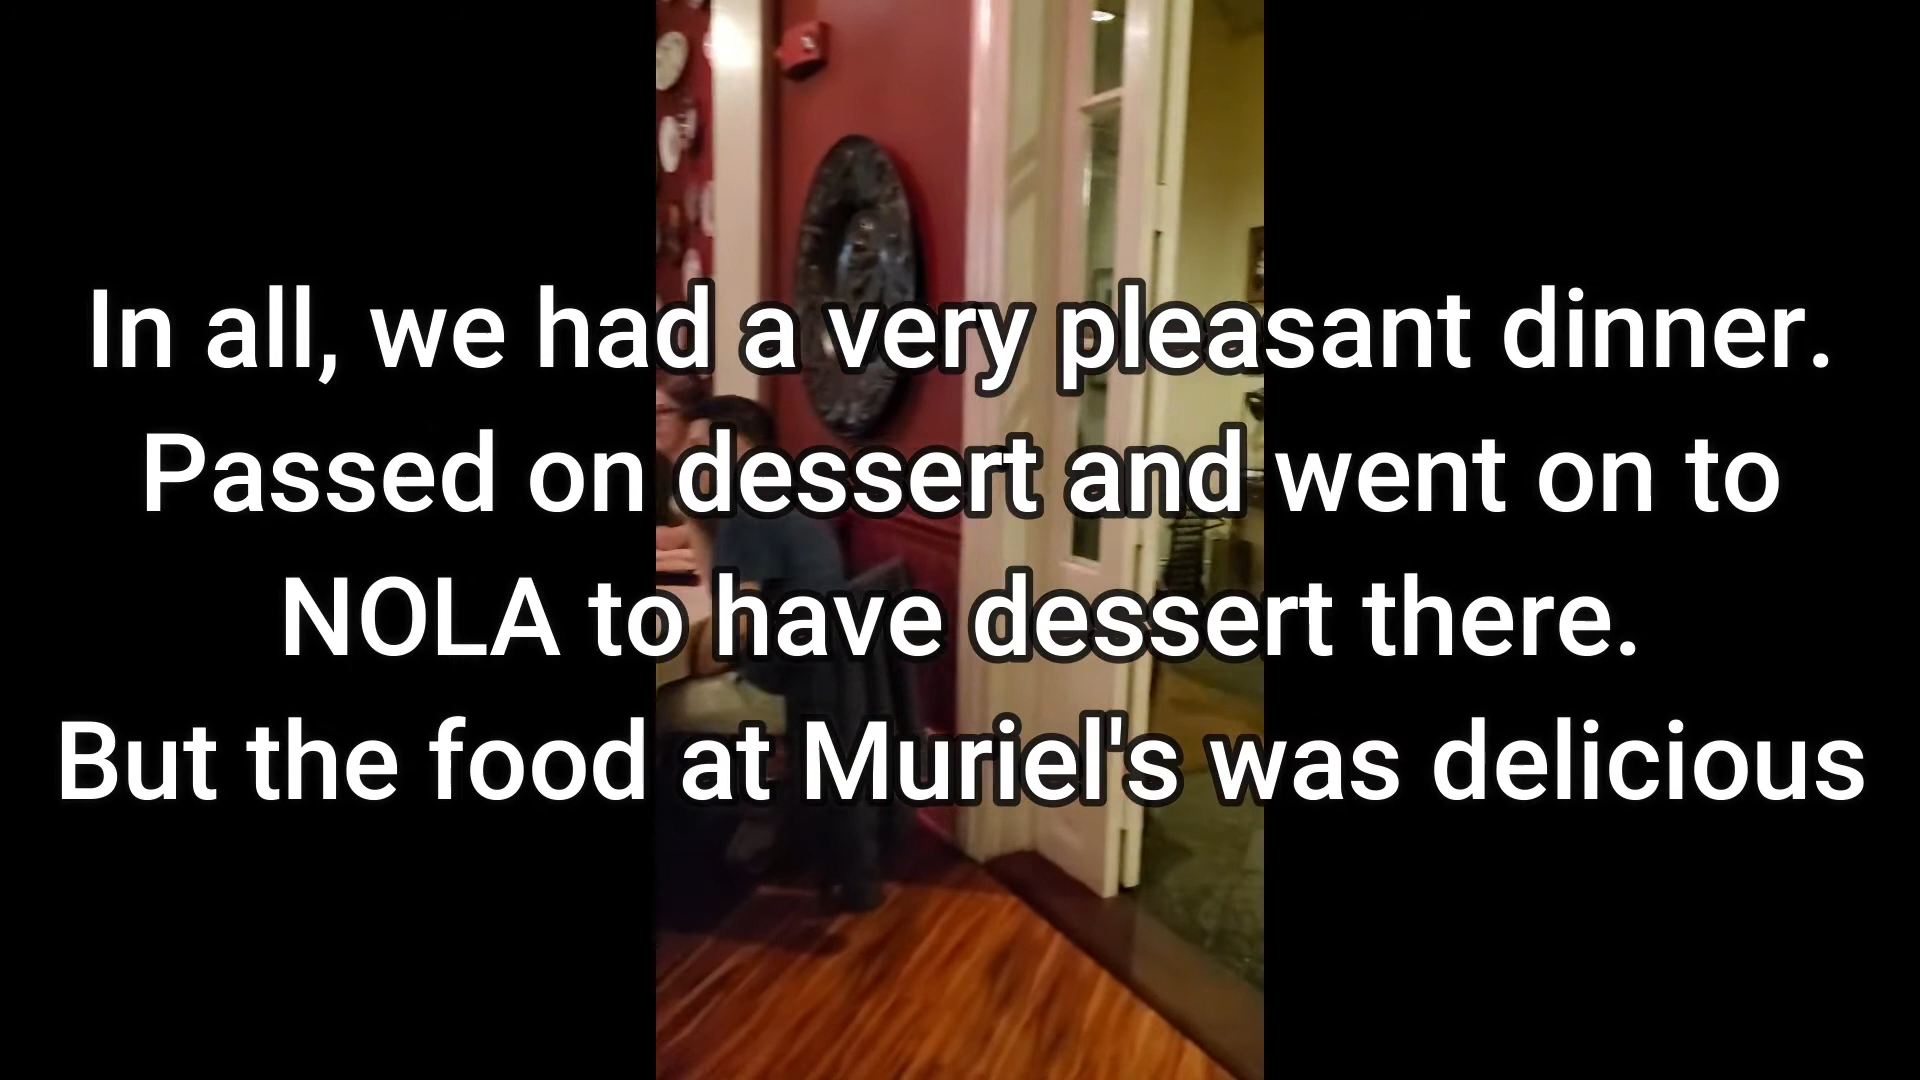 In all, we had a very pleasant dinner.
Passed on dessert and went on to
NOLA to have dessert there.
But the food at Muriel's was delicious